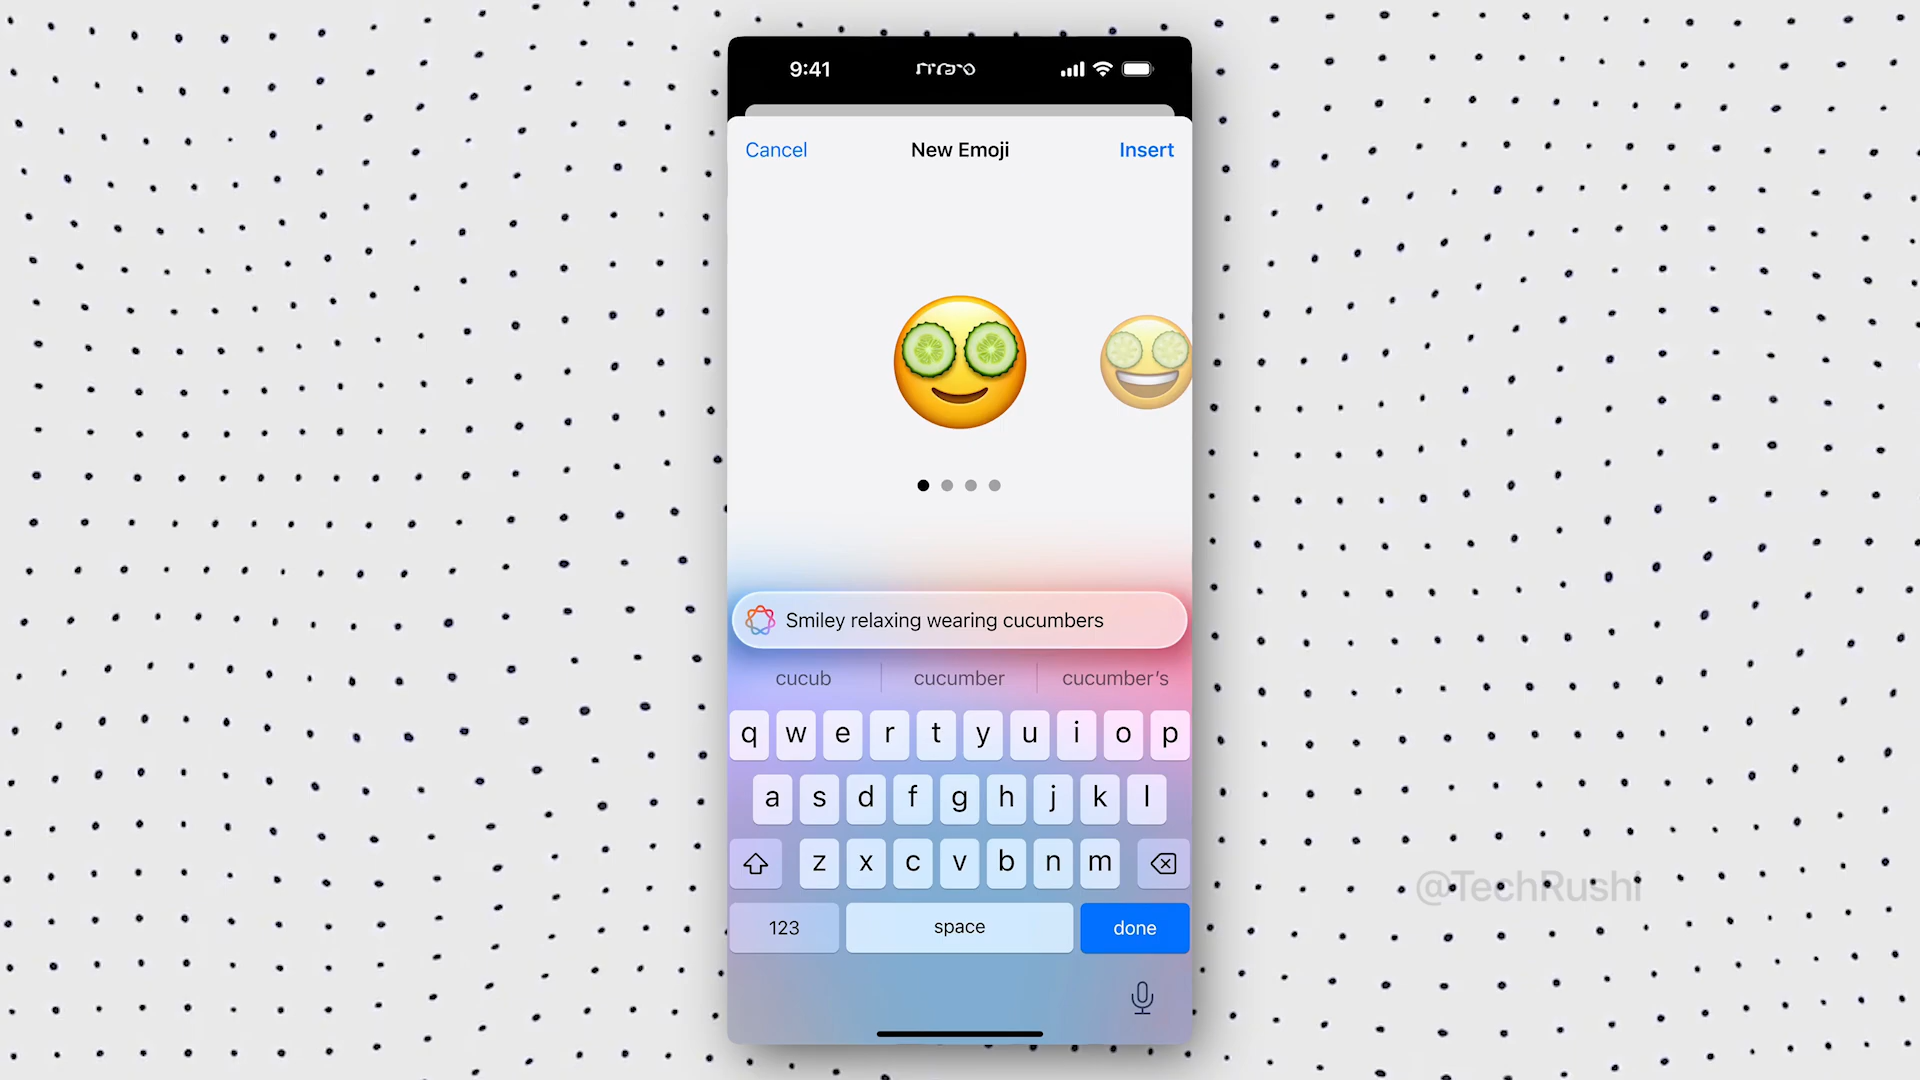 9:41
Cancel New Emoji Insert
Smiley relaxing wearing cucumbers
cucub cucumber cucumber's
q w e r t y u i o p
a s d f g h j k l
z x c v b n m
@TechRushi
123 space done